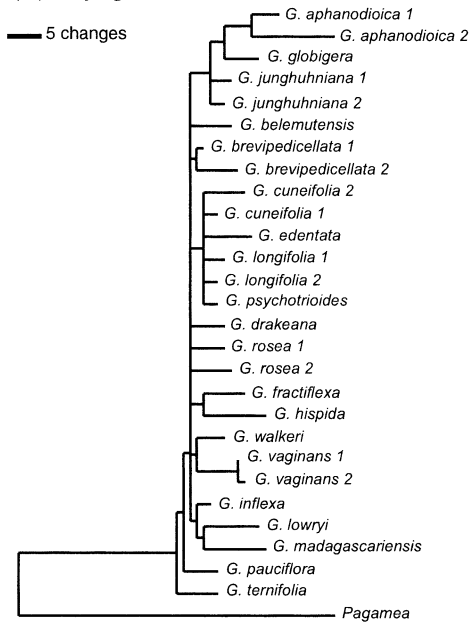 5 changes
G. aphanodioica 1
G. aphanodioica 2
G. globigera
G. junghuhniana 1
G. junghuhniana 2
G. belemutensis
G. brevipedicellata 1
G. brevipedicellata 2
G. cuneifolia 2
G. cuneifolia 1
G. edentata
G. longifolia 1
G. longifolia 2
G. psychotrioides
G. drakeana
G. rosea 1
G. rosea 2
G. fractiflexa
G. hispida
G. walkeri
G. vaginans 1
G. vaginans 2
G. inflexa
G. lowryi
G. madagascariensis
G. pauciflora
G. ternifolia
Pagamea